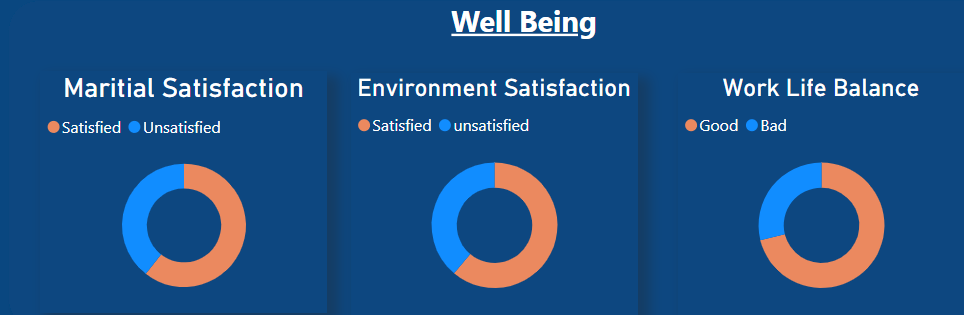 Well Being
Maritial Satisfaction
Satisfied Unsatisfied
Environment Satisfaction
Satisfied unsatisfied
Work Life Balance
Good Bad